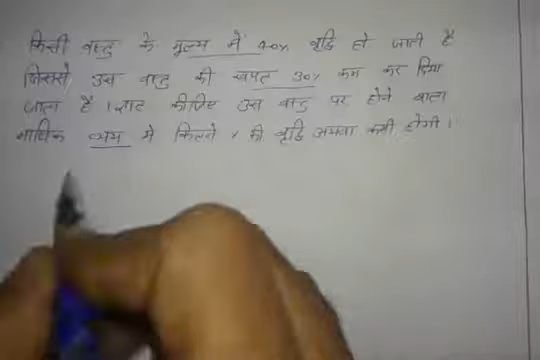 किसी वस्तु के मूल्य में 40% वृद्धि हो जाती है
जिससे उस वस्तु की खपत 30% कम कर दिया
जाता है । ज्ञात कीजिए उस वस्तु पर होने वाला
मासिक व्यय मे कितने % की वृद्धि अथवा कमी होगी ।